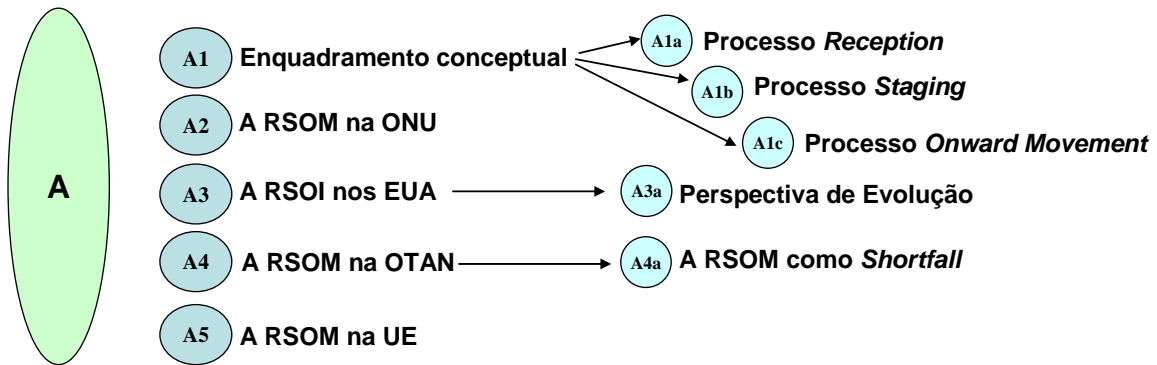 A
A1 Enquadramento conceptual
A1a Processo Reception
A1b Processo Staging
A1c Processo Onward Movement
A2 A RSOM na ONU
A3 A RSOI nos EUA
A3a Perspectiva de Evolução
A4 A RSOM na OTAN
A4a A RSOM como Shortfall
A5 A RSOM na UE